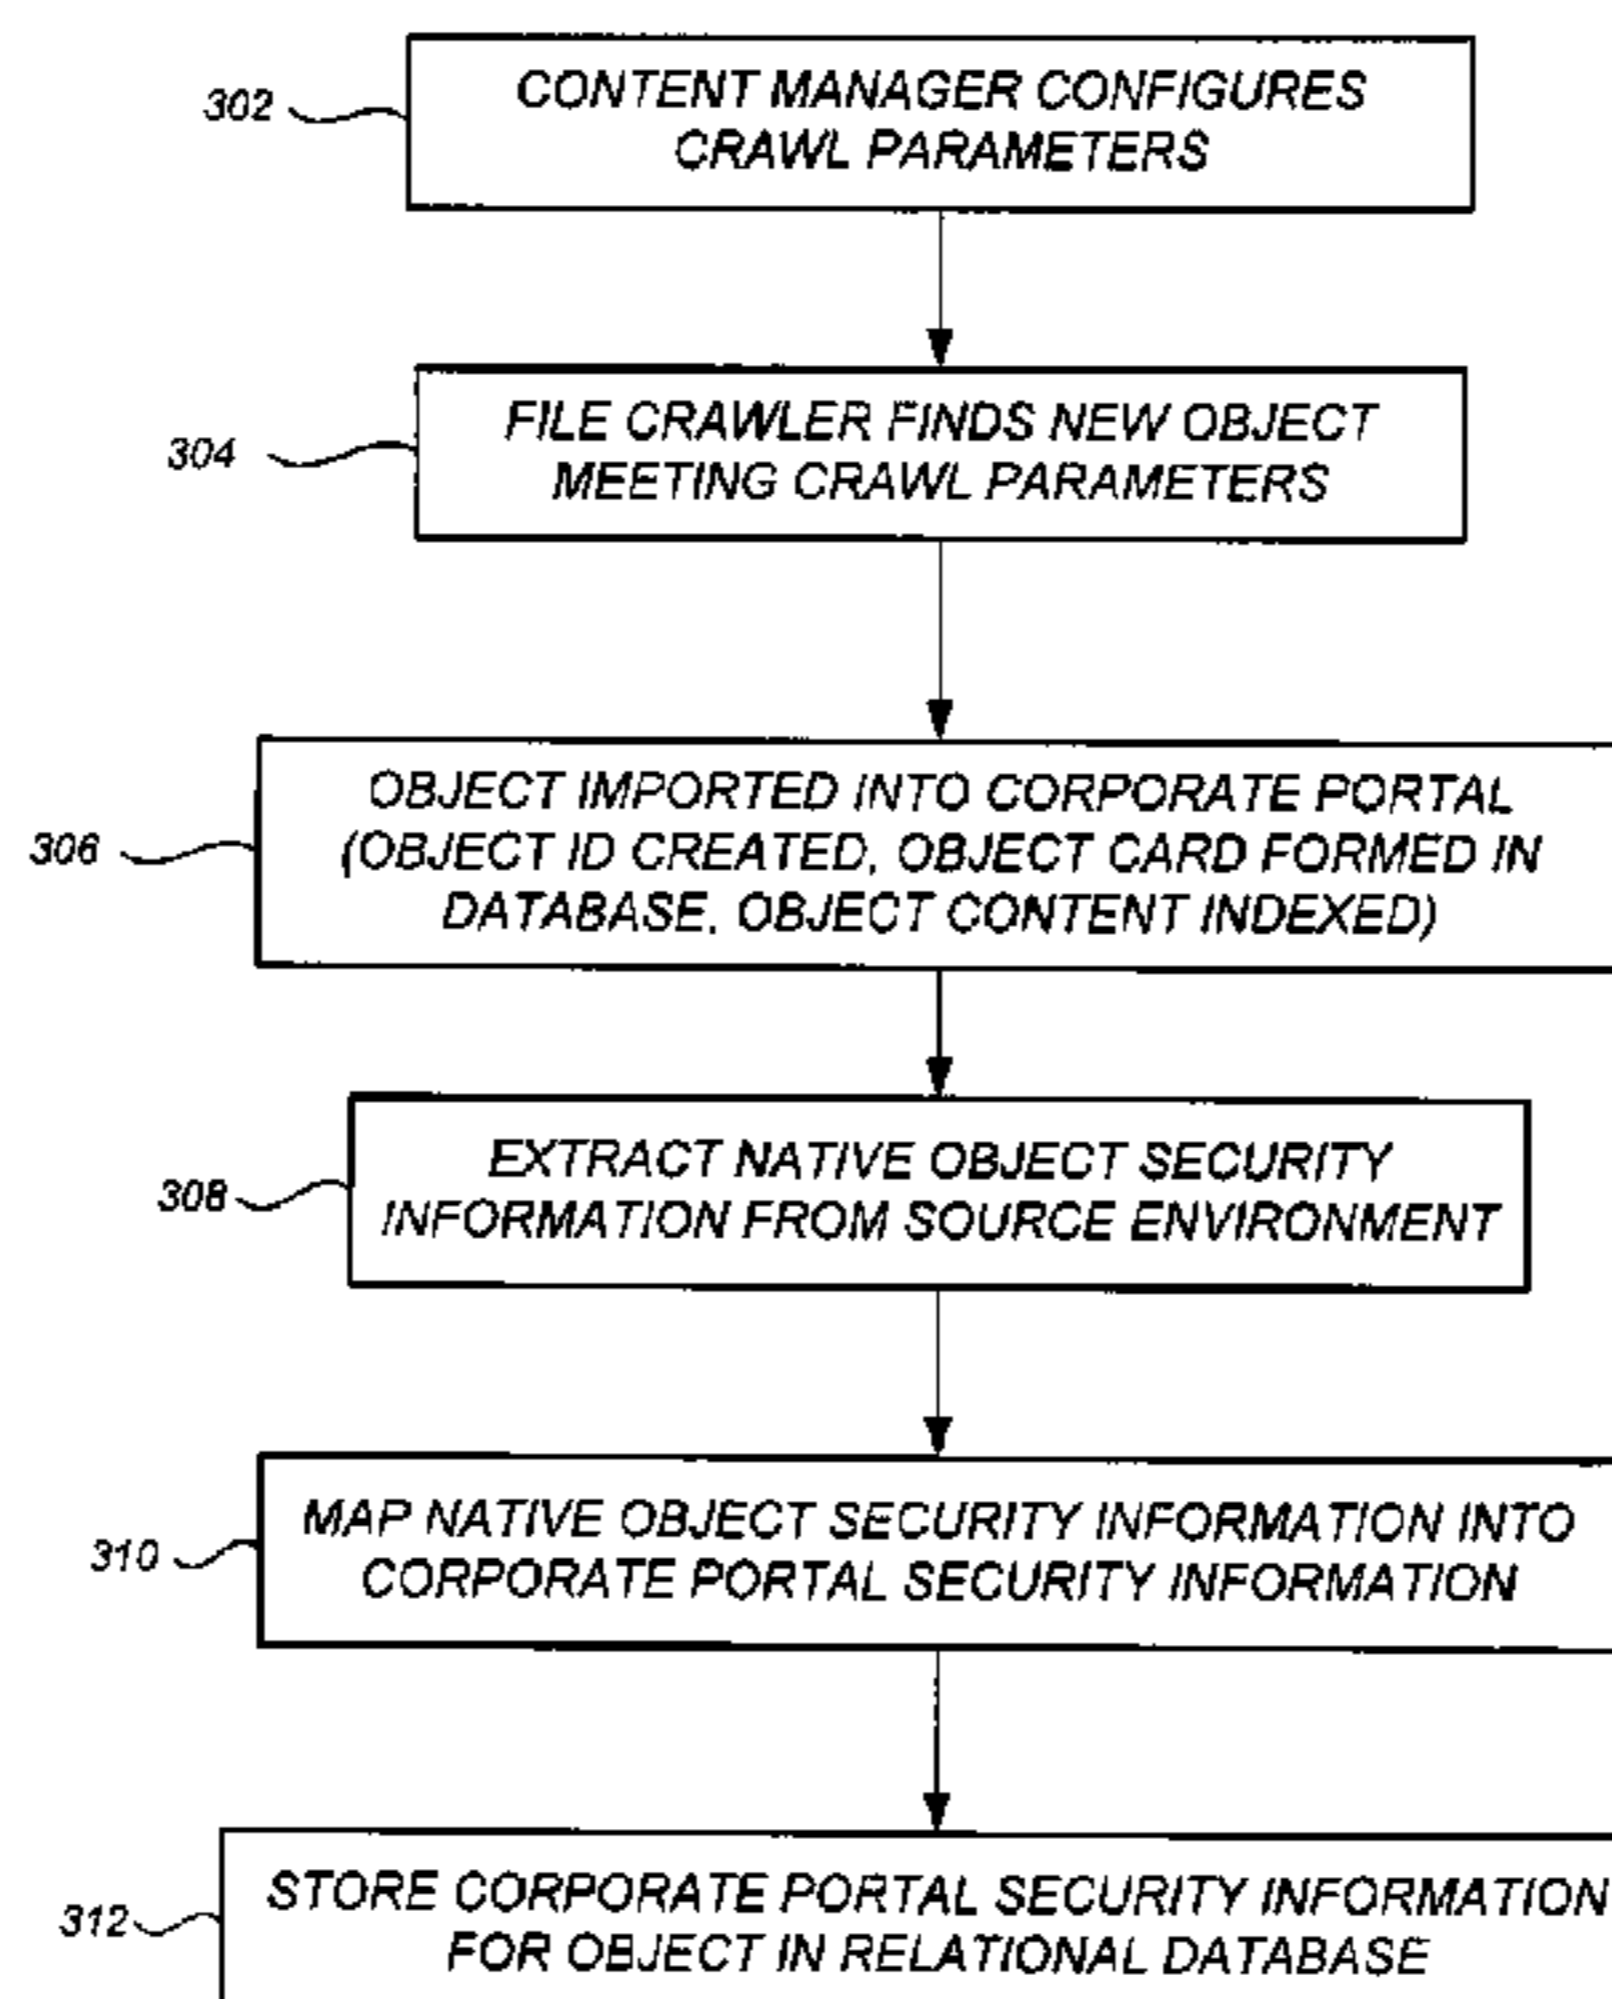 302
CONTENT MANAGER CONFIGURES
CRAWL PARAMETERS
304
FILE CRAWLER FINDS NEW OBJECT
MEETING CRAWL PARAMETERS
306
OBJECT IMPORTED INTO CORPORATE PORTAL
(OBJECT ID CREATED, OBJECT CARD FORMED IN
DATABASE, OBJECT CONTENT INDEXED)
308
EXTRACT NATIVE OBJECT SECURITY
INFORMATION FROM SOURCE ENVIRONMENT
310
MAP NATIVE OBJECT SECURITY INFORMATION INTO
CORPORATE PORTAL SECURITY INFORMATION
312
STORE CORPORATE PORTAL SECURITY INFORMATION
FOR OBJECT IN RELATIONAL DATABASE